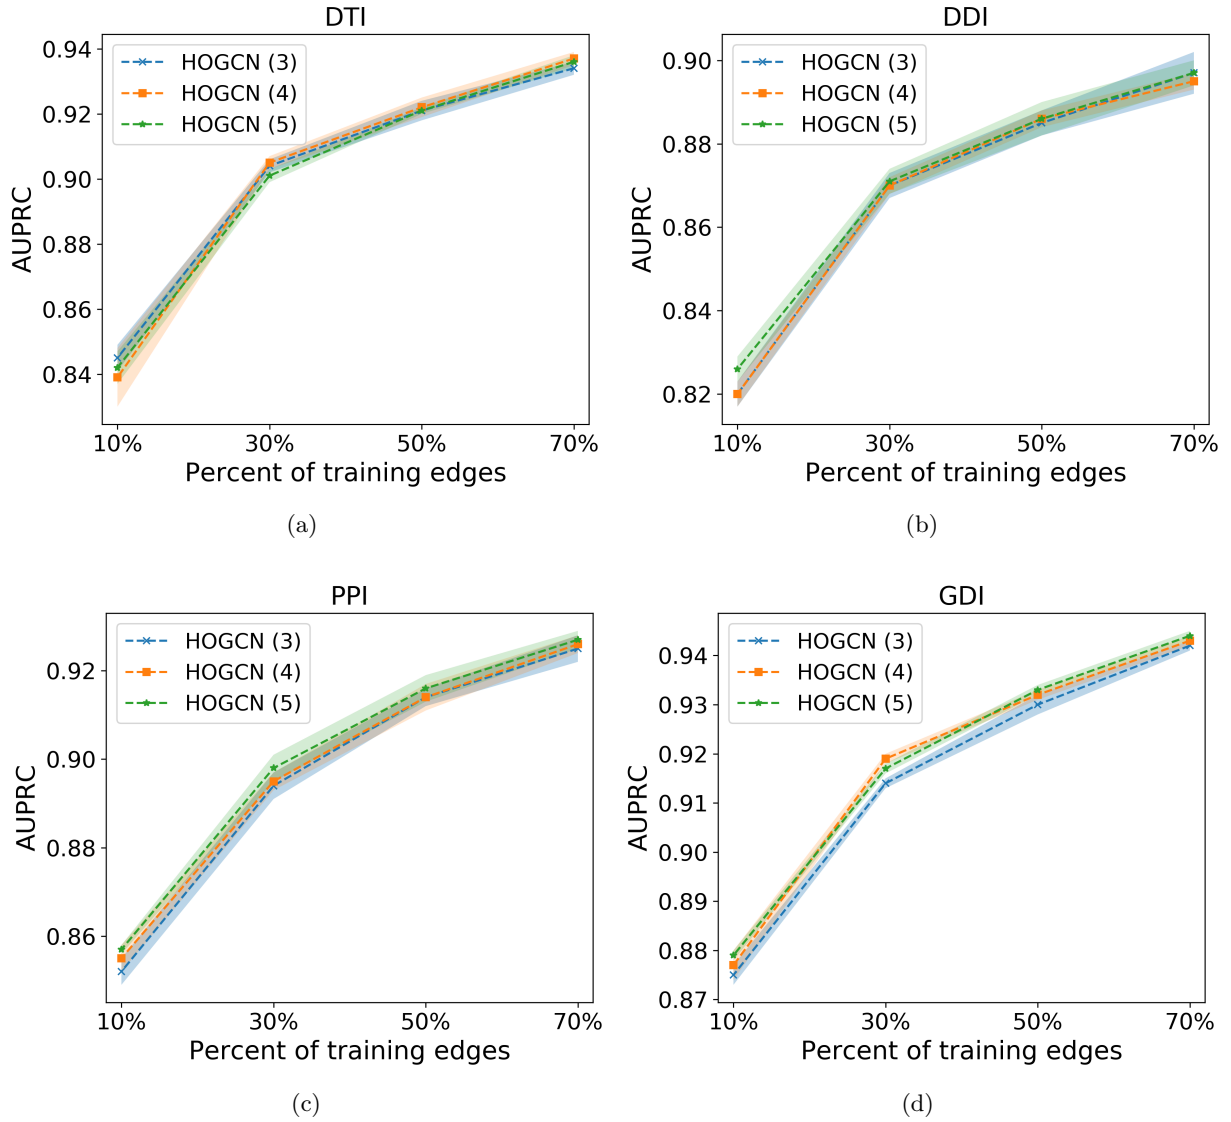 DTI
HOGCN (3)
HOGCN (4)
HOGCN (5)
0.94
0.92
0.90
0.88
0.86
0.84
AUPRC
10% 30% 50% 70%
Percent of training edges
(a)
DDI
HOGCN (3)
HOGCN (4)
HOGCN (5)
0.90
0.88
0.86
0.84
0.82
AUPRC
10% 30% 50% 70%
Percent of training edges
(b)
PPI
HOGCN (3)
HOGCN (4)
HOGCN (5)
0.92
0.90
0.88
0.86
AUPRC
10% 30% 50% 70%
Percent of training edges
(c)
GDI
HOGCN (3)
HOGCN (4)
HOGCN (5)
0.94
0.93
0.92
0.91
0.90
0.89
0.88
0.87
AUPRC
10% 30% 50% 70%
Percent of training edges
(d)